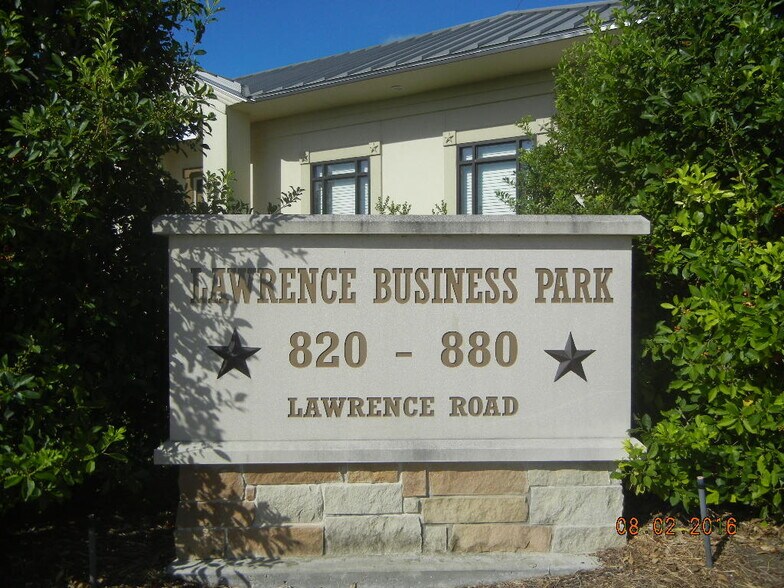 LAWRENCE BUSINESS PARK
820 - 880
LAWRENCE ROAD
08.02.2016